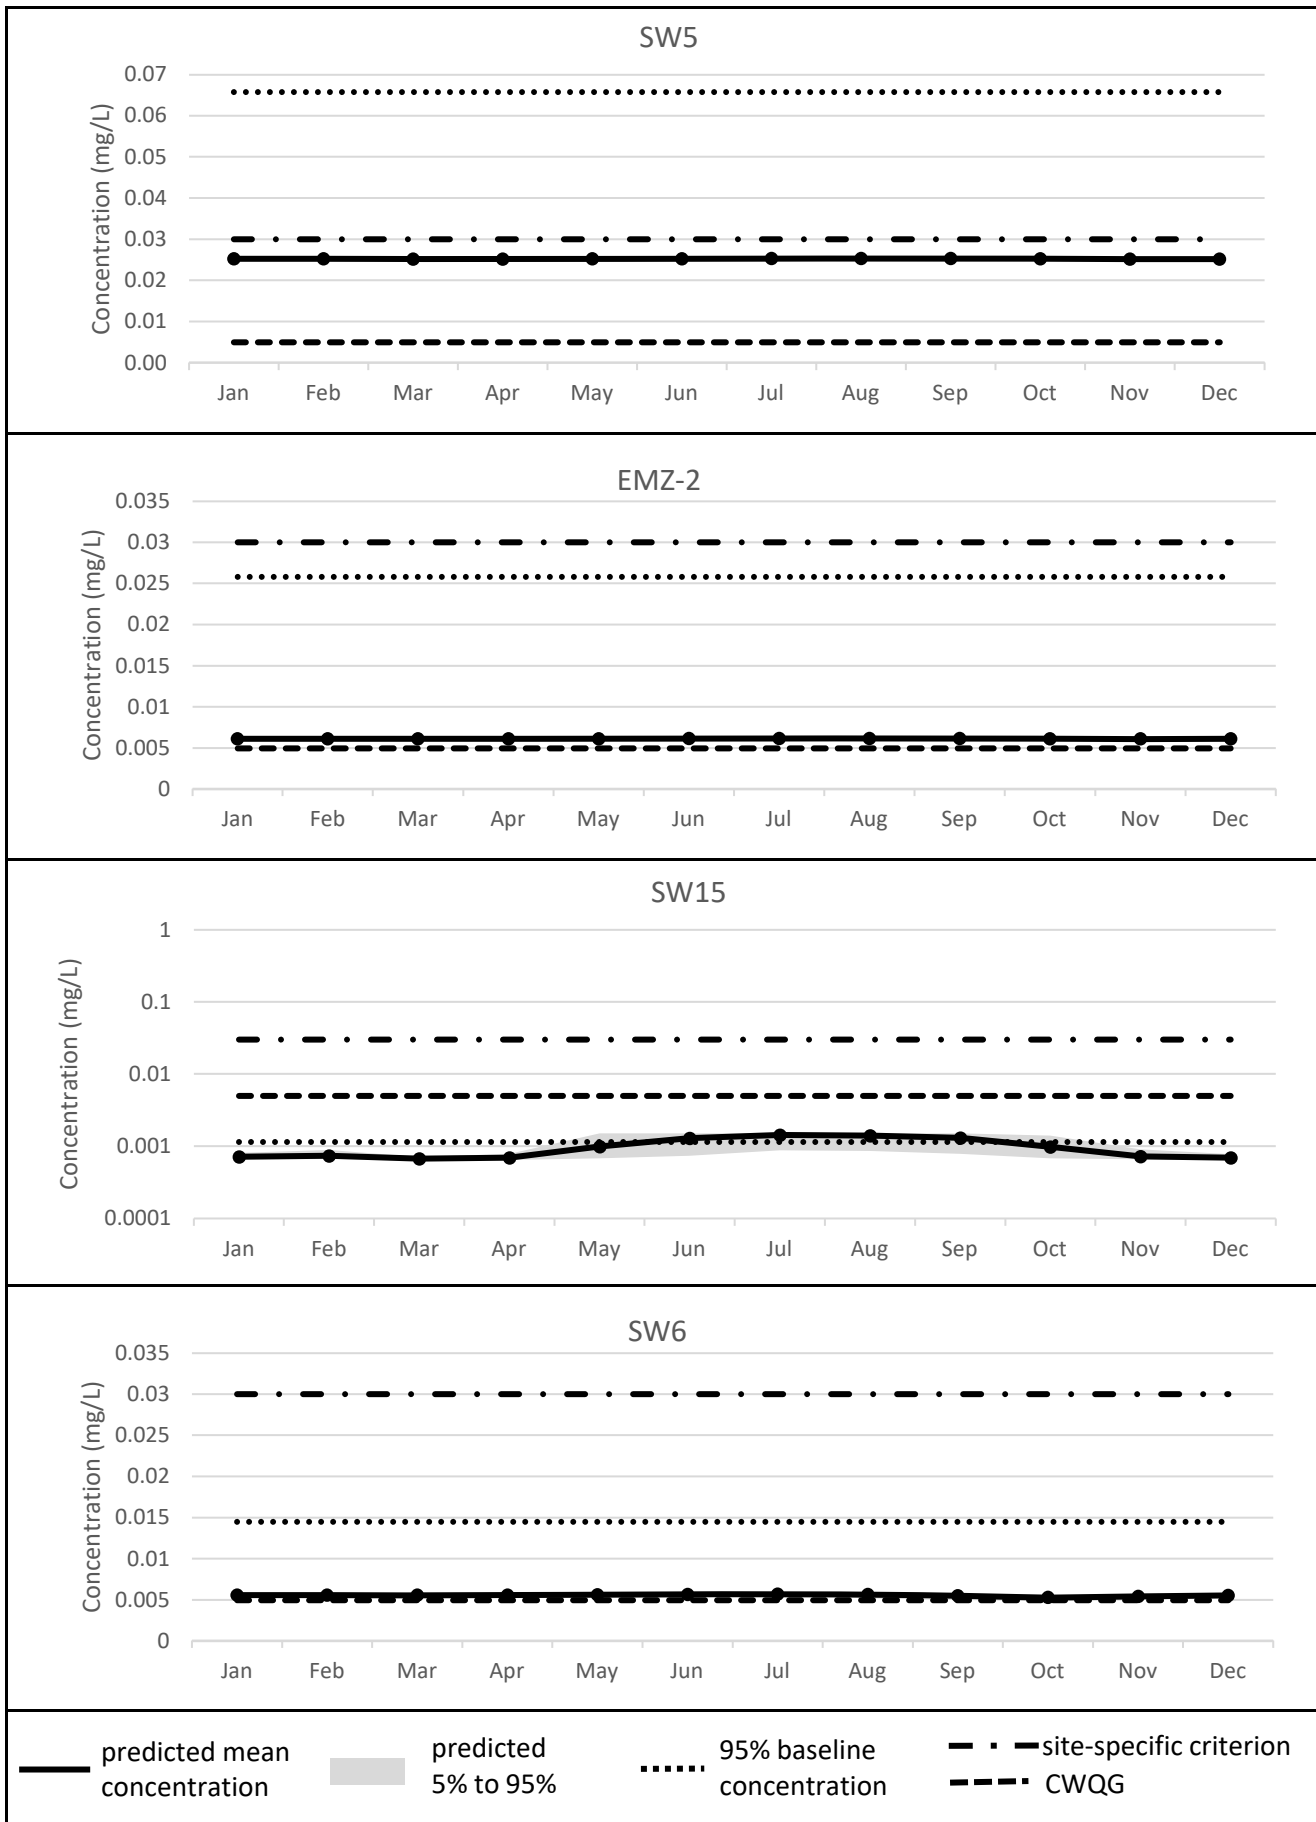 SW5
Concentration (mg/L)
0.07
0.06
0.05
0.04
0.03
0.02
0.01
0.00
Jan Feb Mar Apr May Jun Jul Aug Sep Oct Nov Dec
EMZ-2
Concentration (mg/L)
0.035
0.03
0.025
0.02
0.015
0.01
0.005
0
Jan Feb Mar Apr May Jun Jul Aug Sep Oct Nov Dec
SW15
Concentration (mg/L)
1
0.1
0.01
0.001
0.0001
Jan Feb Mar Apr May Jun Jul Aug Sep Oct Nov Dec
SW6
Concentration (mg/L)
0.035
0.03
0.025
0.02
0.015
0.01
0.005
0
Jan Feb Mar Apr May Jun Jul Aug Sep Oct Nov Dec
predicted mean
concentration
predicted
5% to 95%
95% baseline
concentration
site-specific criterion
CWQG